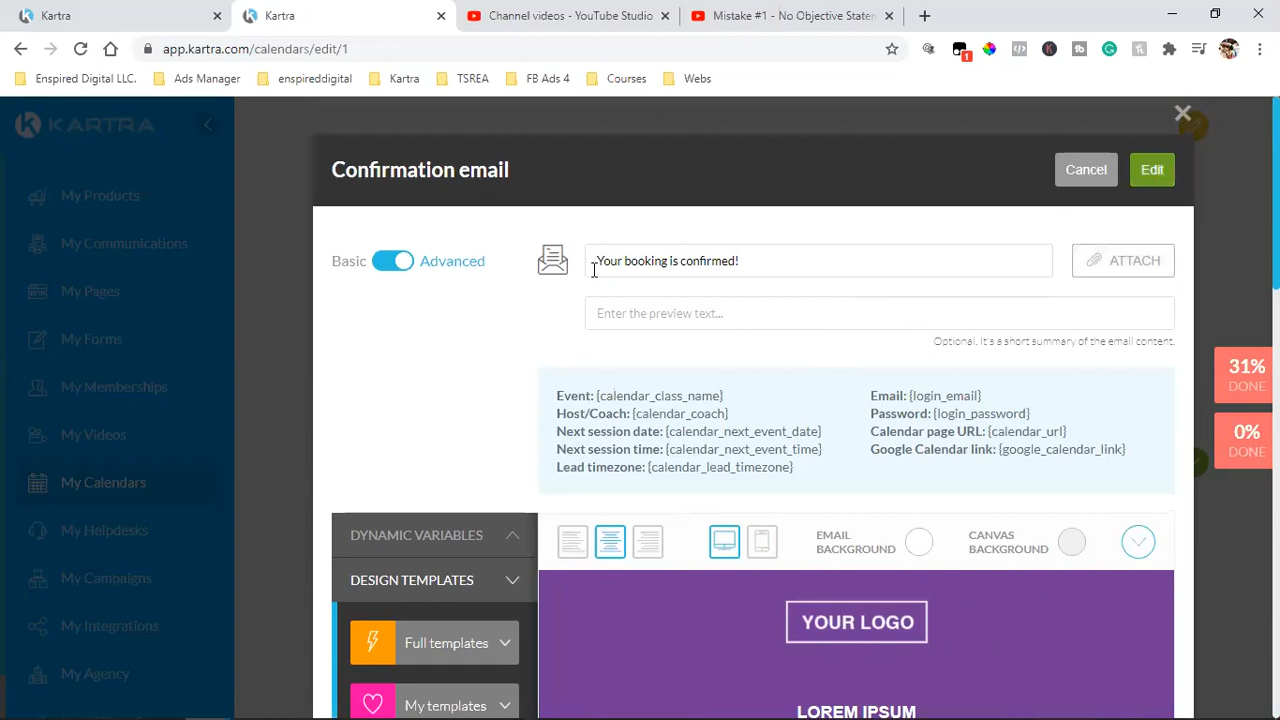 Kartra
Kartra
Channel videos - YouTube Studio
Mistake #1 - No Objective Statem
app.kartra.com/calendars/edit/1
1
Enspired Digital LLC.
Ads Manager
enspireddigital
Kartra
TSREA
FB Ads 4
Courses
Webs
KARTRA
My Products
My Communications
My Pages
My Forms
My Memberships
My Videos
My Calendars
My Helpdesks
My Campaigns
My Integrations
My Agency
Confirmation email
Cancel
Edit
Basic
Advanced
Your booking is confirmed!
ATTACH
Enter the preview text...
Optional. It's a short summary of the email content.
Event: {calendar_class_name}
Host/Coach: {calendar_coach}
Next session date: {calendar_next_event_date}
Next session time: {calendar_next_event_time}
Lead timezone: {calendar_lead_timezone}
Email: {login_email}
Password: {login_password}
Calendar page URL: {calendar_url}
Google Calendar link: {google_calendar_link}
31%
DONE
0%
DONE
DYNAMIC VARIABLES
DESIGN TEMPLATES
Full templates
My templates
EMAIL
BACKGROUND
CANVAS
BACKGROUND
YOUR LOGO
LOREM IPSUM